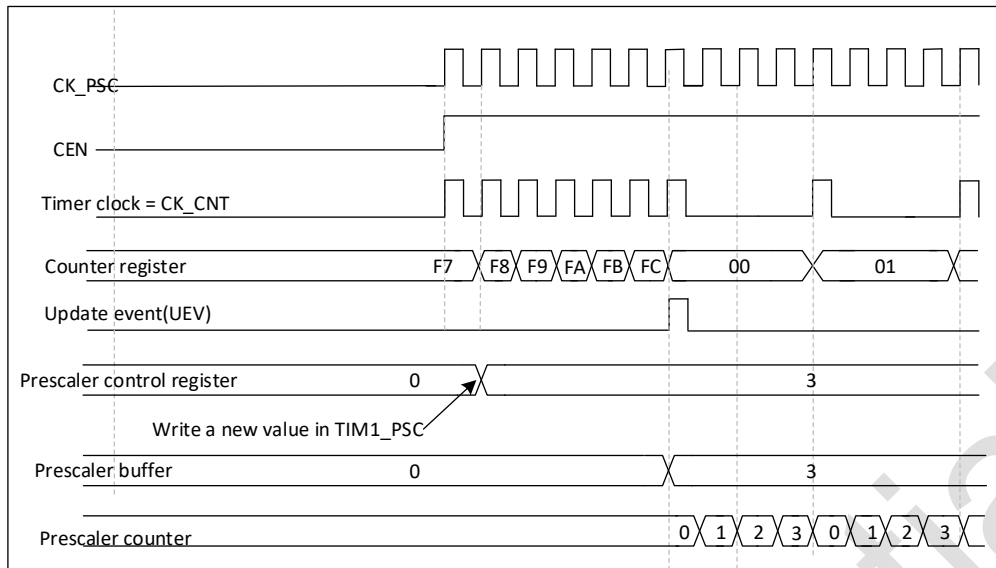 CK_PSC
CEN
Timer clock = CK_CNT
Counter register F7 F8 F9 FA FB FC 00 01
Update event(UEV)
Prescaler control register 0 3
Write a new value in TIM1_PSC
Prescaler buffer 0 3
Prescaler counter 0 1 2 3 0 1 2 3